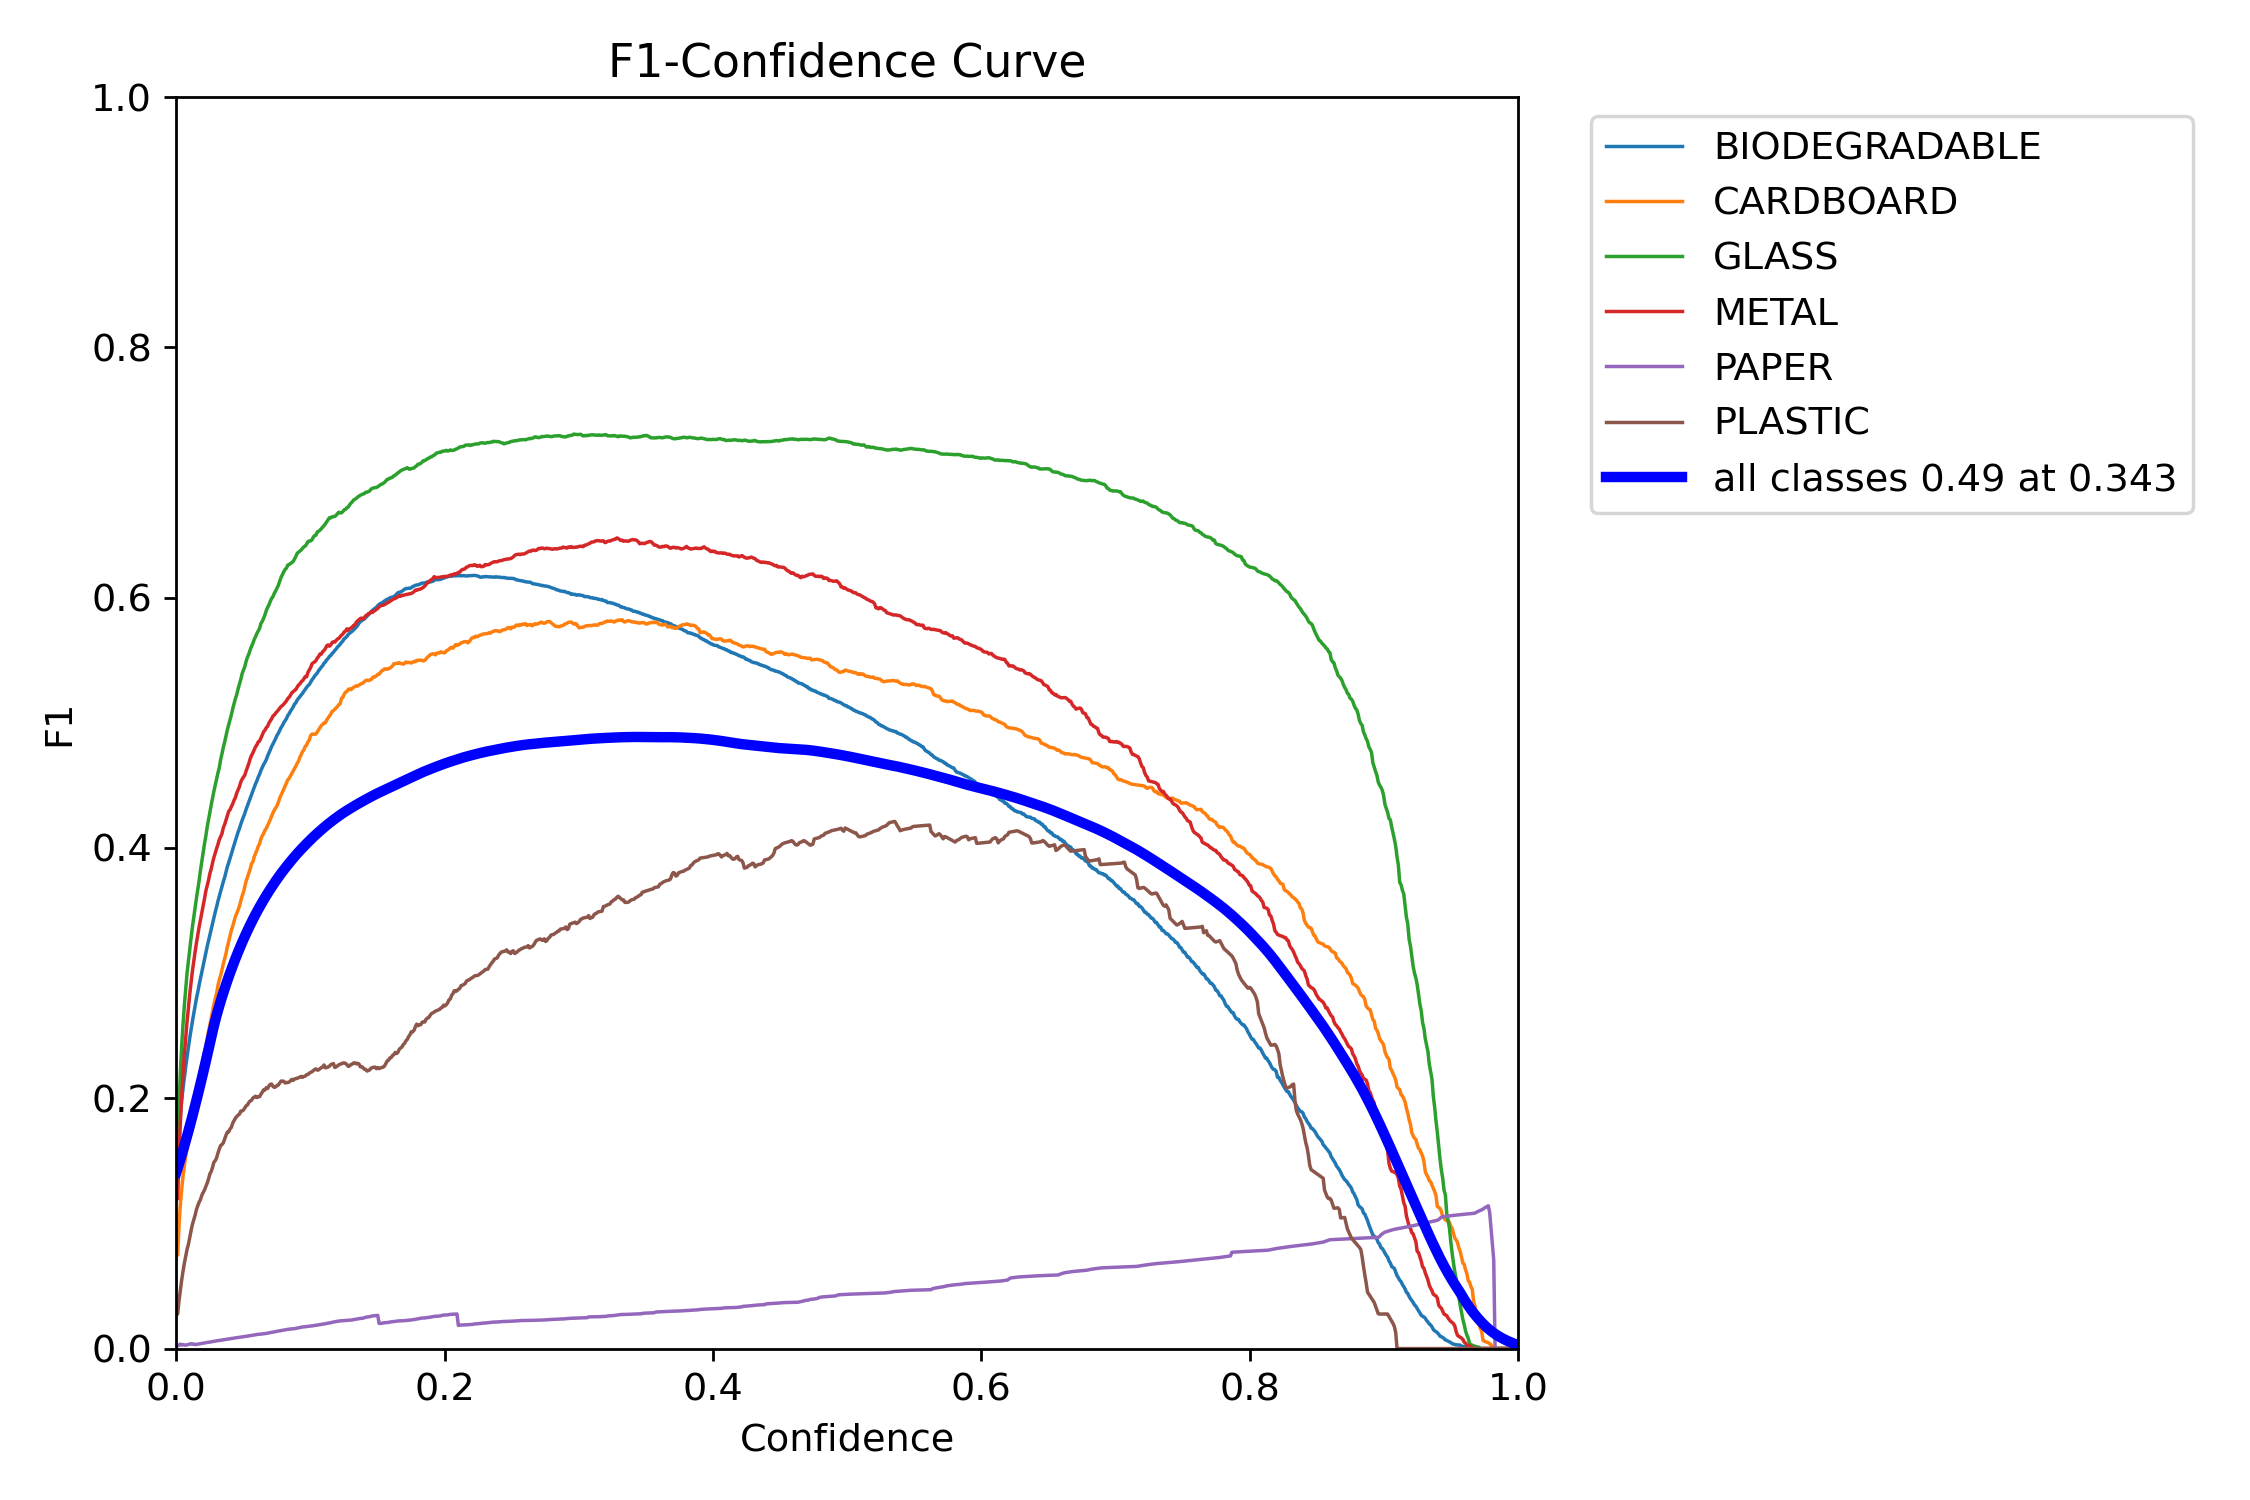 F1-Confidence Curve
1.0
0.8
0.6
0.4
0.2
0.0
F1
0.0 0.2 0.4 0.6 0.8 1.0
Confidence
BIODEGRADABLE
CARDBOARD
GLASS
METAL
PAPER
PLASTIC
all classes 0.49 at 0.343